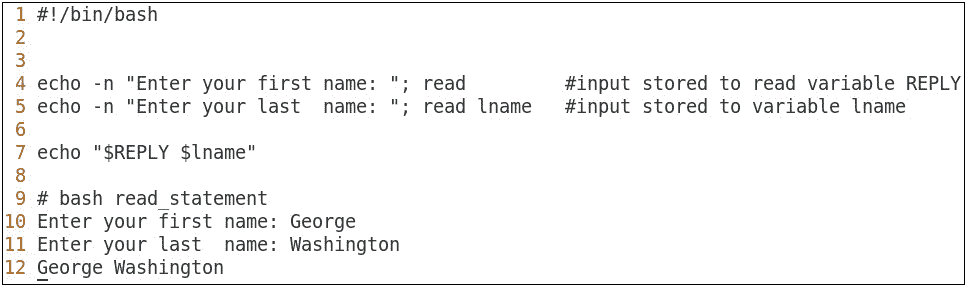 1 #!/bin/bash
2
3
4 echo -n "Enter your first name: "; read         #input stored to read variable REPLY
5 echo -n "Enter your last  name: "; read lname   #input stored to variable lname
6
7 echo "$REPLY $lname"
8
9 # bash read_statement
10 Enter your first name: George
11 Enter your last  name: Washington
12 George Washington